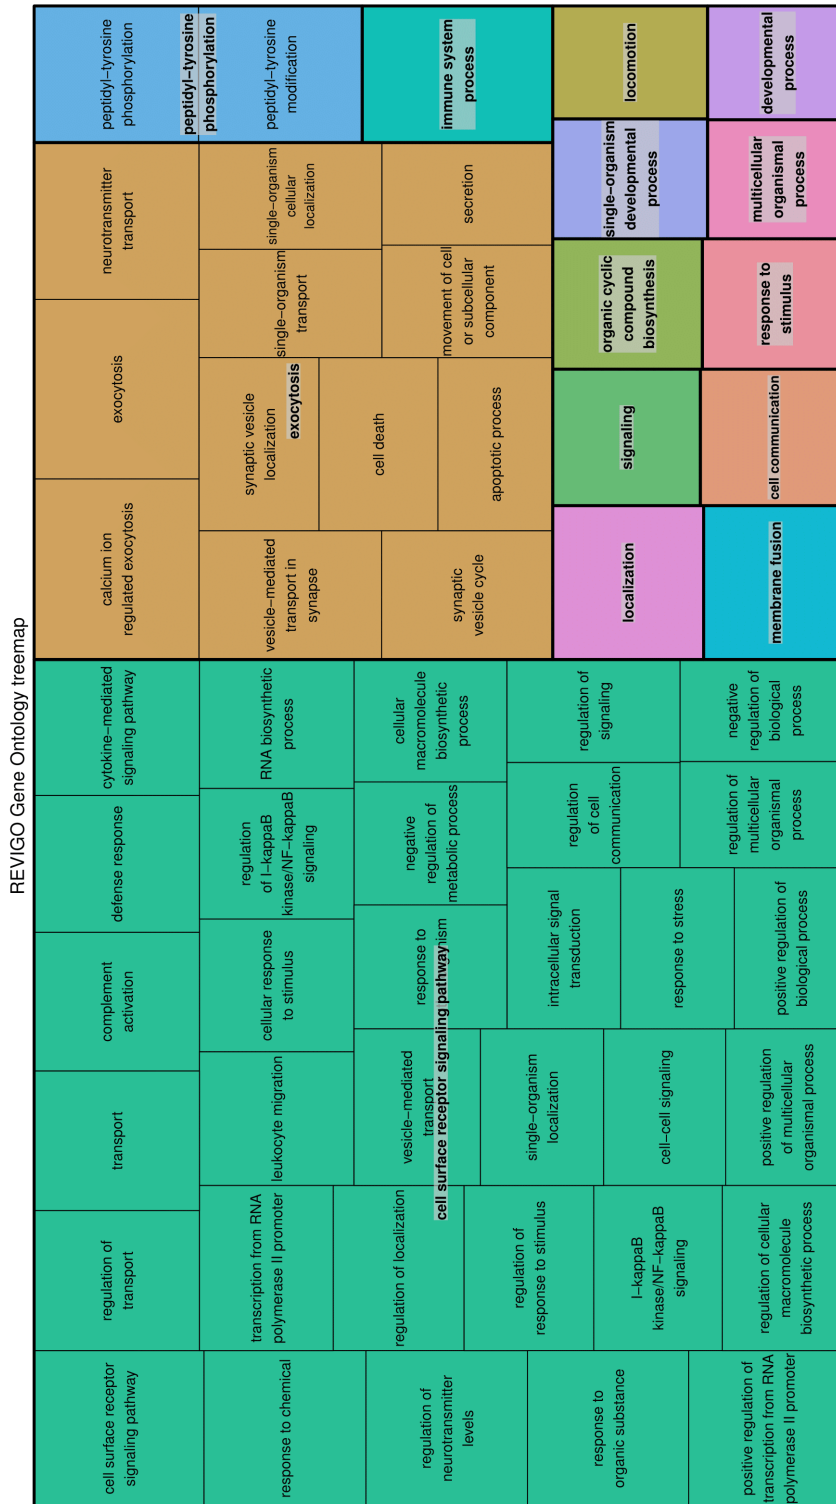 REVIGO Gene Ontology treemap
cell surface receptor
signaling pathway
response to chemical
regulation of
neurotransmitter
levels
response to
organic substance
positive regulation of
transcription from RNA
polymerase II promoter
regulation of
transport
transport
complement
activation
defense response
cytokine−mediated
signaling pathway
transcription from RNA
polymerase II promoter
regulation of localization
regulation of
response to stimulus
I−kappaB
kinase/NF−kappaB
signaling
regulation of cellular
macromolecule
biosynthetic process
leukocyte migration
cellular response
to stimulus
regulation
of I−kappaB
kinase/NF−kappaB
signaling
RNA biosynthetic
process
vesicle−mediated
transport
response to
negative
regulation of
metabolic process
cellular
macromolecule
biosynthetic
process
cell surface receptor signaling pathway
single−organism
localization
cell−cell signaling
positive regulation
of multicellular
organismal process
intracellular signal
transduction
response to stress
positive regulation of
biological process
regulation
of cell
communication
regulation of
signaling
regulation of
multicellular
organismal
process
negative
regulation of
biological
process
calcium ion
regulated exocytosis
exocytosis
neurotransmitter
transport
vesicle−mediated
transport in
synapse
synaptic
vesicle cycle
synaptic vesicle
localization
exocytosis
cell death
apoptotic process
single−organism
transport
single−organism
cellular
localization
movement of cell
or subcellular
component
secretion
peptidyl−tyrosine
phosphorylation
peptidyl−tyrosine
phosphorylation
peptidyl−tyrosine
modification
immune system
process
localization
signaling
organic cyclic
compound
biosynthesis
single−organism
developmental
process
locomotion
membrane fusion
cell communication
response to
stimulus
multicellular
organismal
process
developmental
process